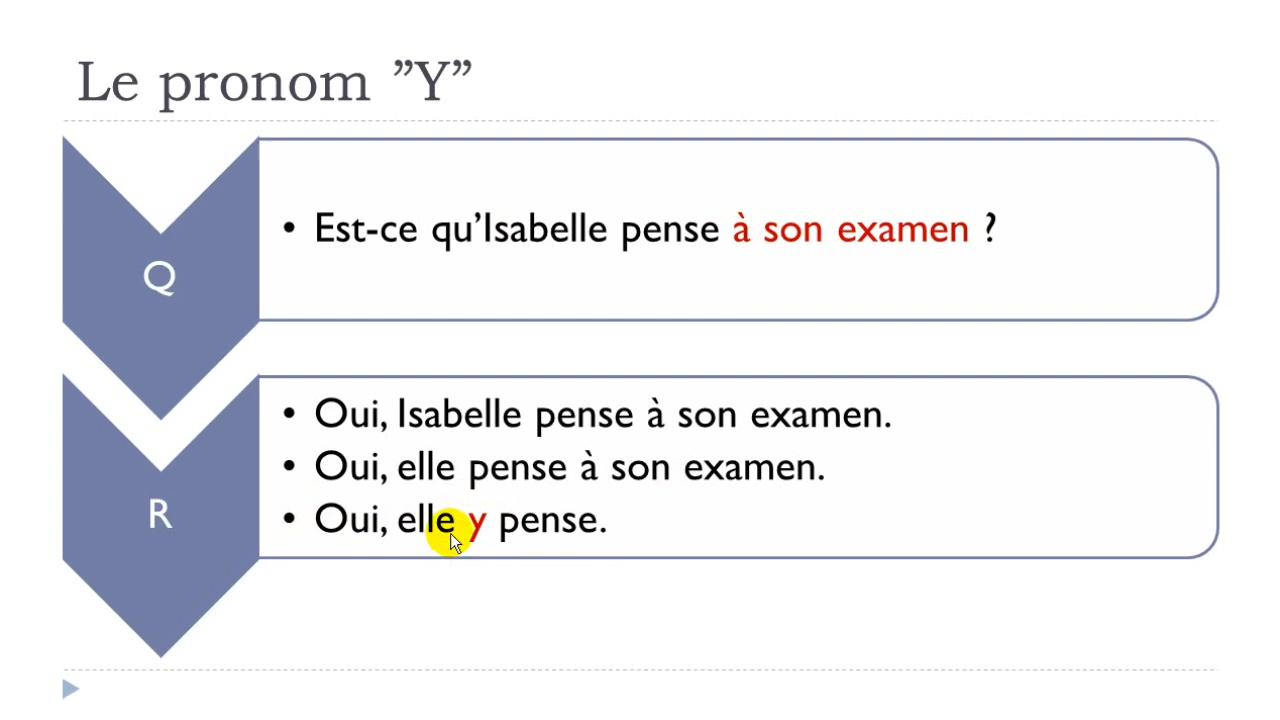 Le pronom ”Y”
Q
• Est-ce qu’Isabelle pense à son examen ?
R
• Oui, Isabelle pense à son examen.
• Oui, elle pense à son examen.
• Oui, elle y pense.